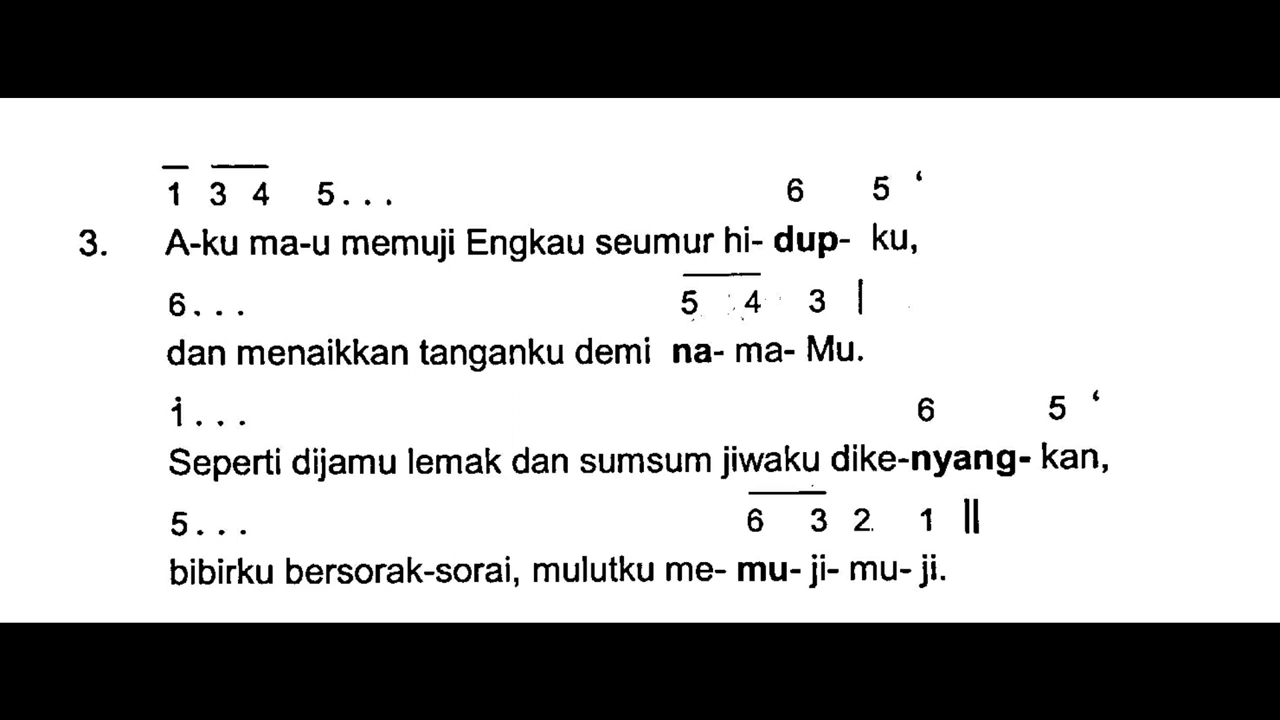 1 3 4 5... 6 5 ‘
3. A-ku ma-u memuji Engkau seumur hi- dup- ku,
6... 5 4 3 |
dan menaikkan tanganku demi na- ma- Mu.
1̇... 6 5 ‘
Seperti dijamu lemak dan sumsum jiwaku dike-nyang- kan,
5... 6 3 2 1 ||
bibirku bersorak-sorai, mulutku me- mu- ji- mu- ji.